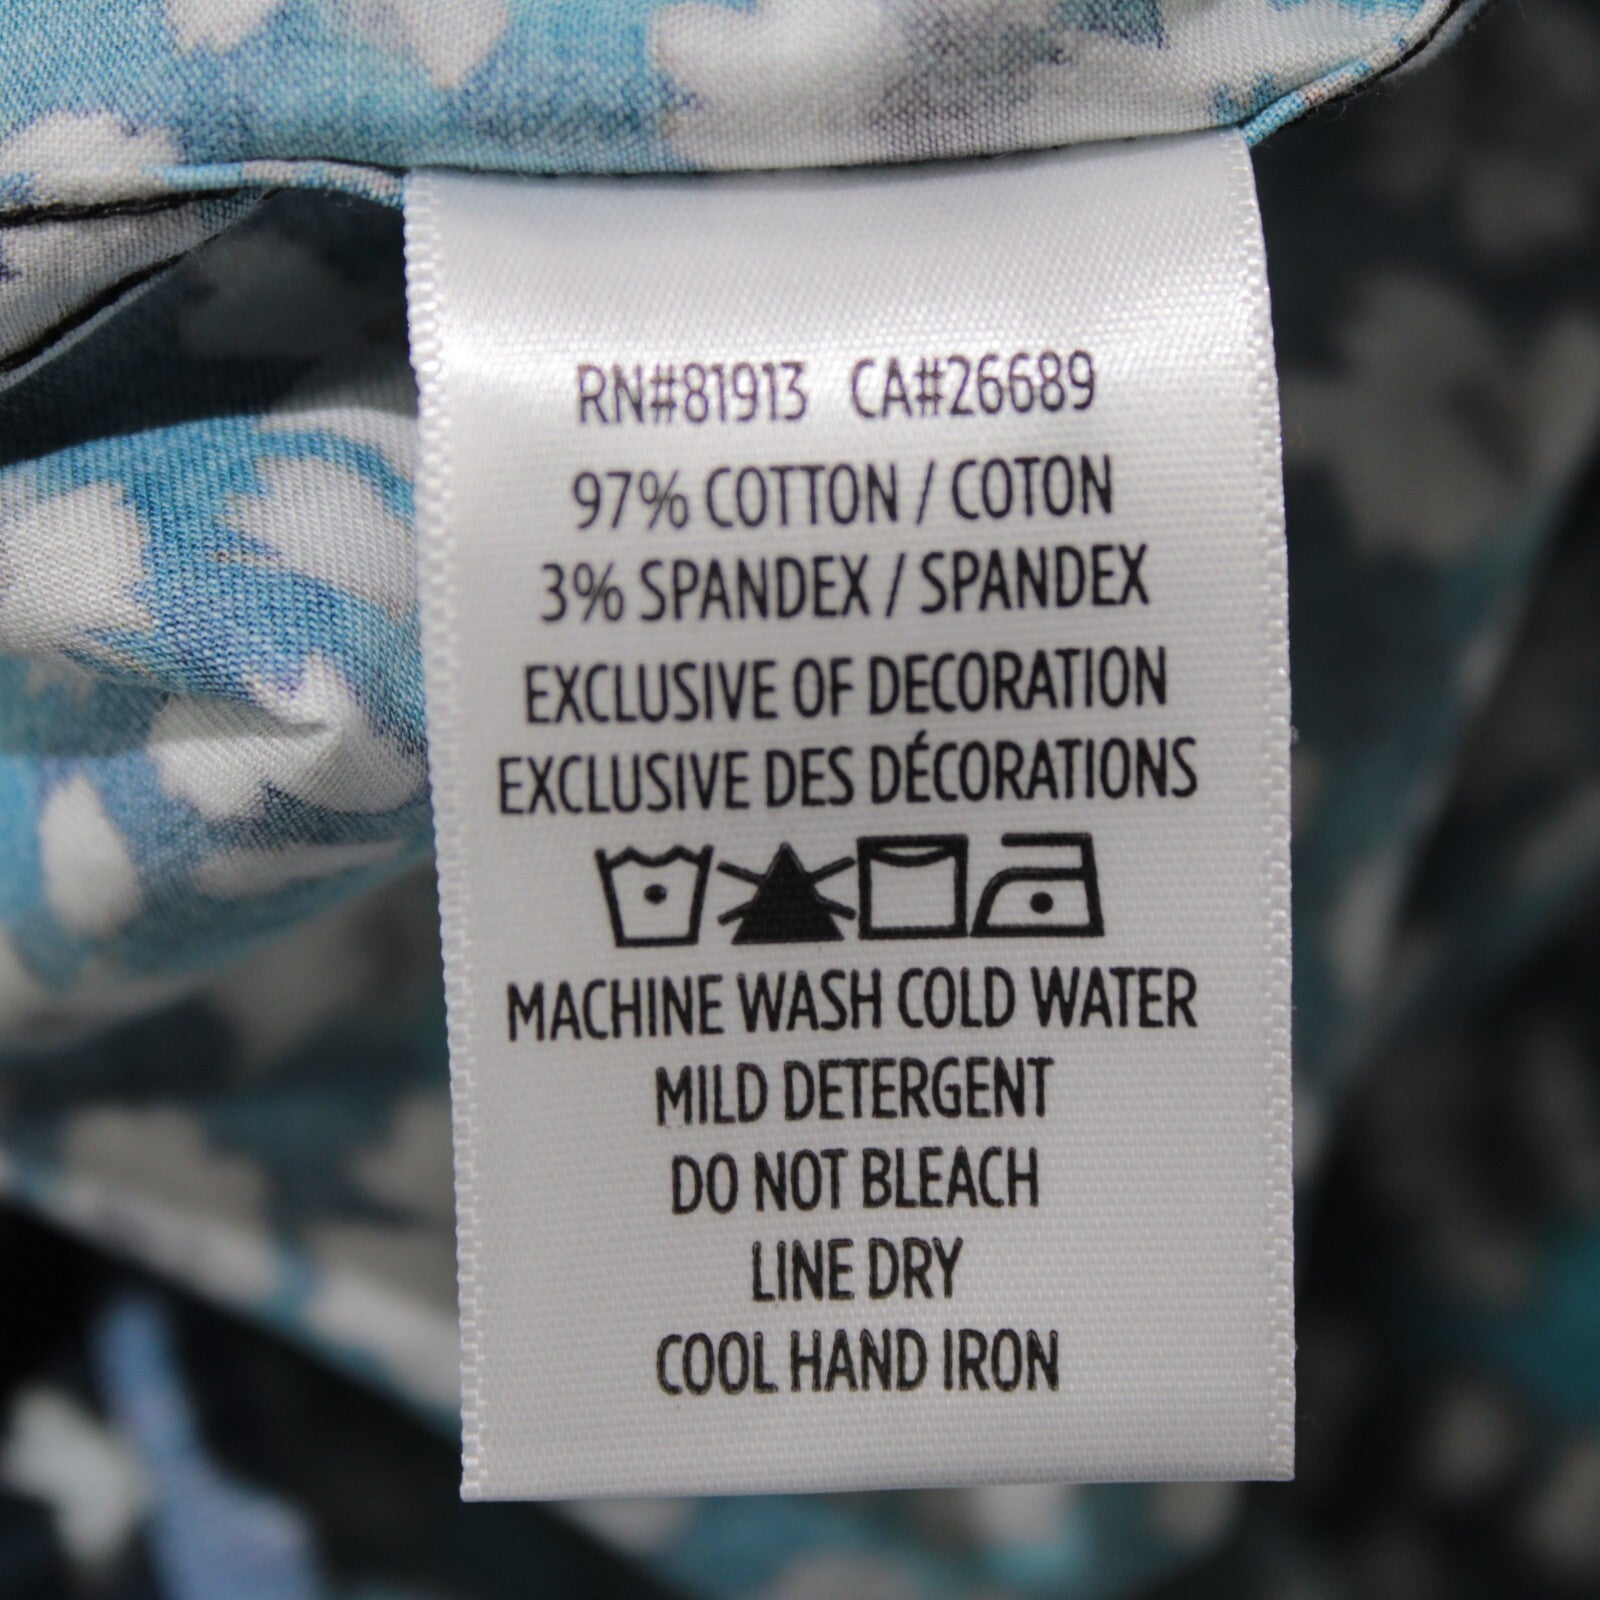 RN#81913 CA#26689
97% COTTON / COTON
3% SPANDEX / SPANDEX
EXCLUSIVE OF DECORATION
EXCLUSIVE DES DÉCORATIONS
MACHINE WASH COLD WATER
MILD DETERGENT
DO NOT BLEACH
LINE DRY
COOL HAND IRON